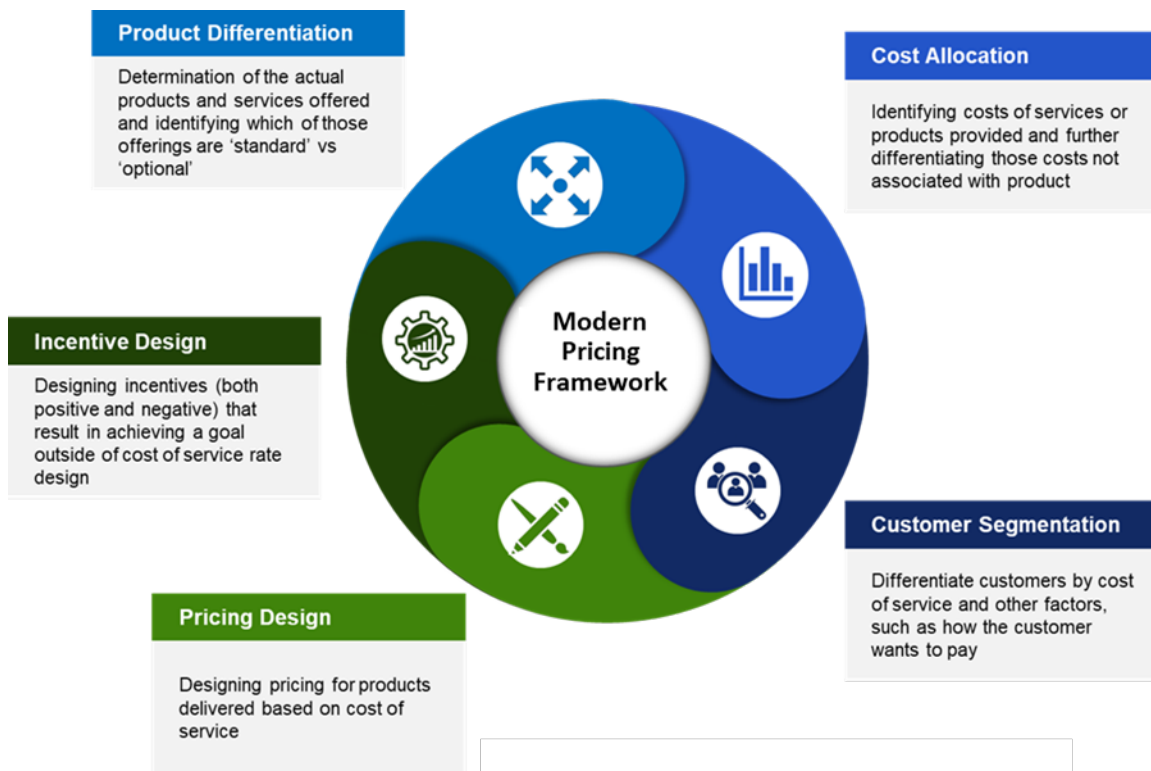 Product Differentiation
Determination of the actual
products and services offered
and identifying which of those
offerings are ‘standard’ vs
‘optional’
Cost Allocation
Identifying costs of services or
products provided and further
differentiating those costs not
associated with product
Modern
Pricing
Framework
Incentive Design
Designing incentives (both
positive and negative) that
result in achieving a goal
outside of cost of service rate
design
Customer Segmentation
Differentiate customers by cost
of service and other factors,
such as how the customer
wants to pay
Pricing Design
Designing pricing for products
delivered based on cost of
service